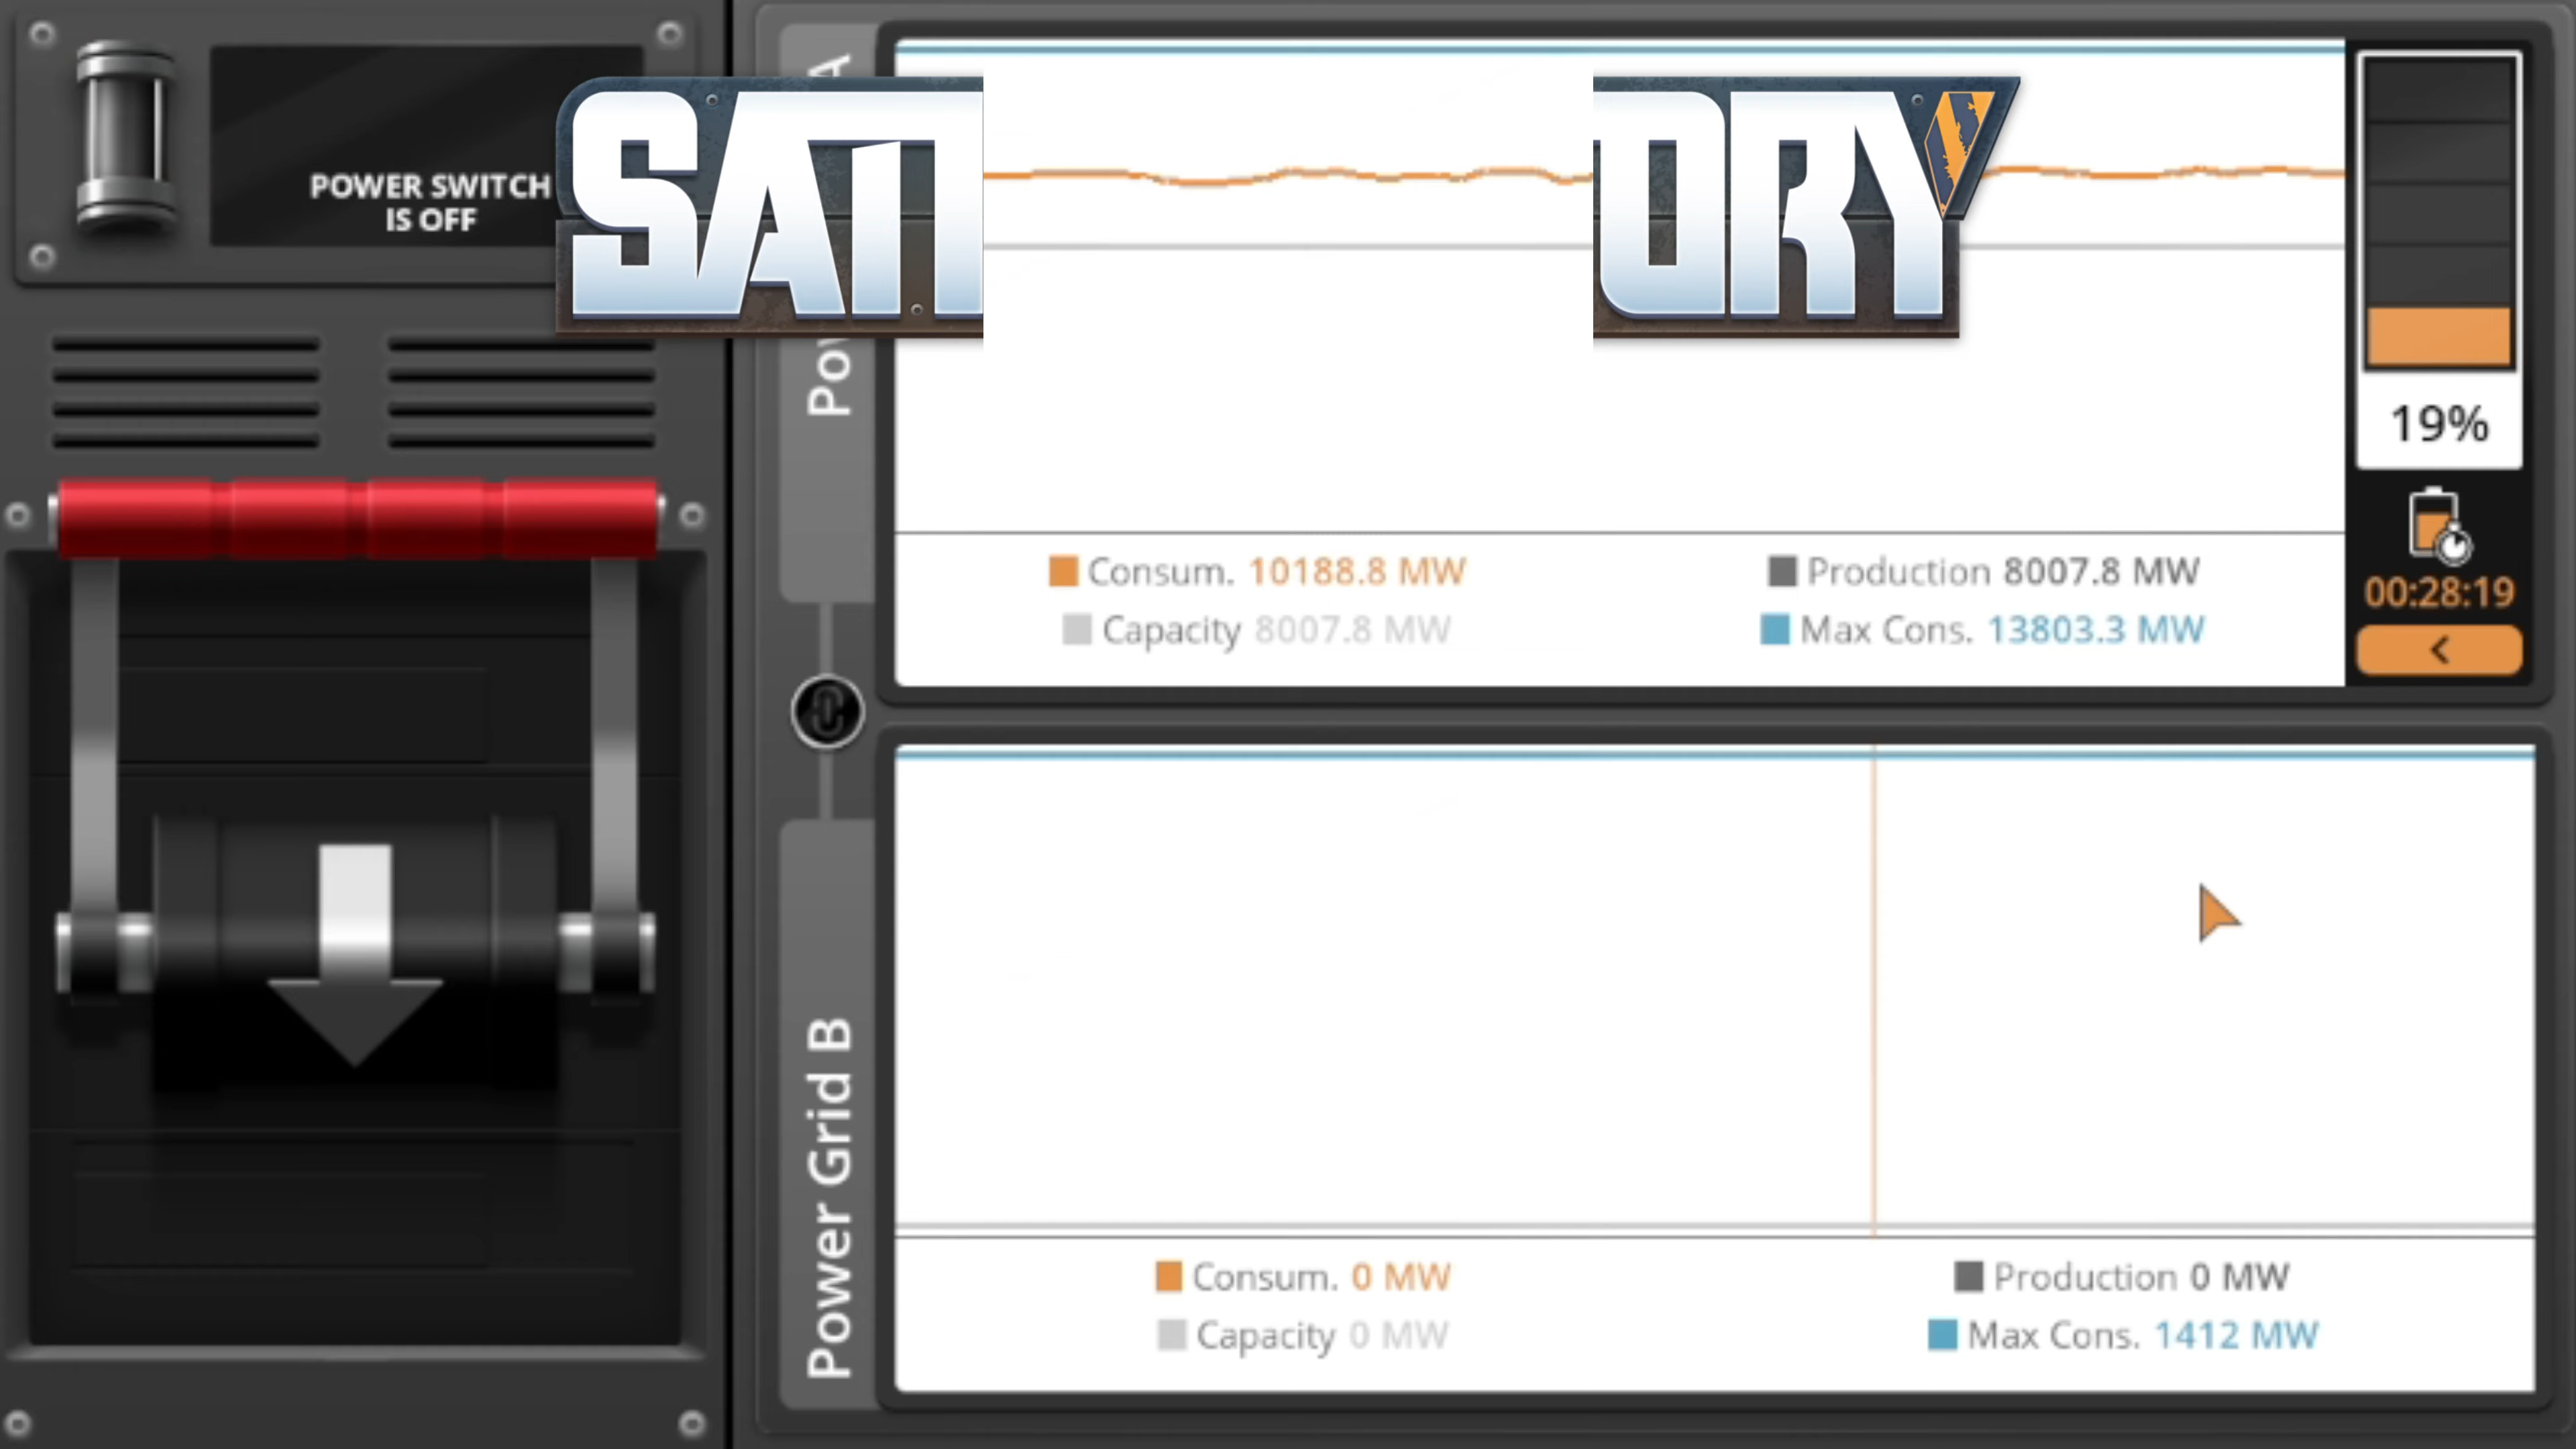 POWER SWITCH
IS OFF
SAT
ORY
Consum. 10188.8 MW
Production 8007.8 MW
Capacity 8007.8 MW
Max Cons. 13803.3 MW
19%
00:28:19
Power Grid B
Consum. 0 MW
Production 0 MW
Capacity 0 MW
Max Cons. 1412 MW